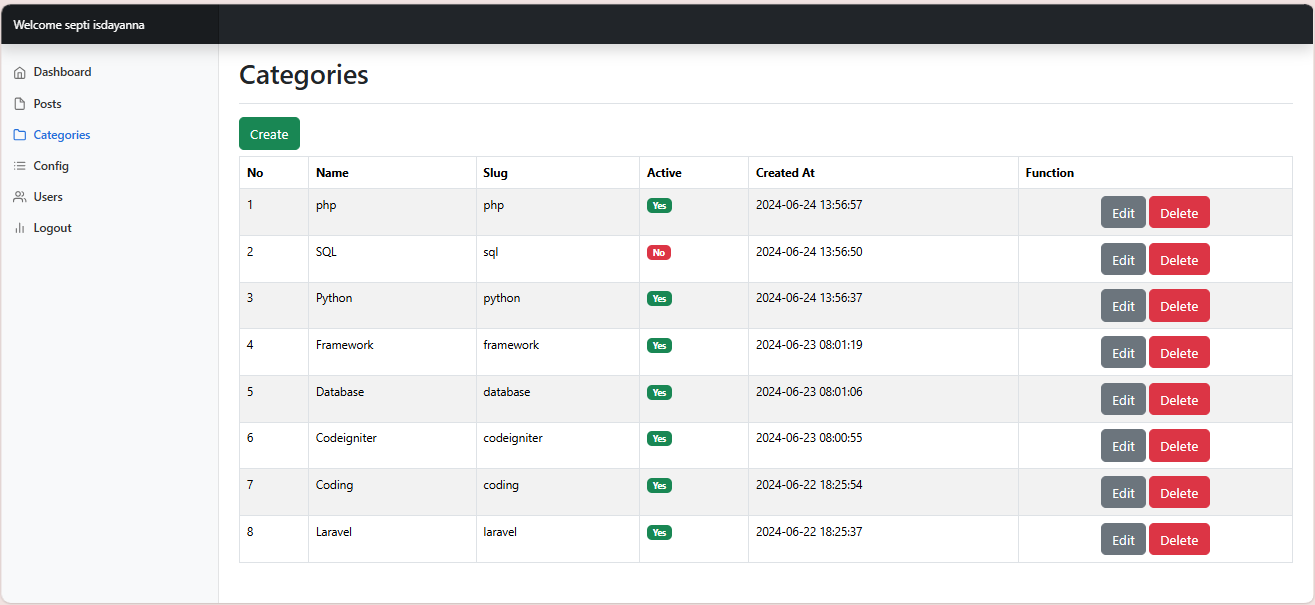 Welcome septi isdayanna
Dashboard
Posts
Categories
Config
Users
Logout
Categories
Create
No Name Slug Active Created At Function
1 php php Yes 2024-06-24 13:56:57 Edit Delete
2 SQL sql No 2024-06-24 13:56:50 Edit Delete
3 Python python Yes 2024-06-24 13:56:37 Edit Delete
4 Framework framework Yes 2024-06-23 08:01:19 Edit Delete
5 Database database Yes 2024-06-23 08:01:06 Edit Delete
6 Codeigniter codeigniter Yes 2024-06-23 08:00:55 Edit Delete
7 Coding coding Yes 2024-06-22 18:25:54 Edit Delete
8 Laravel laravel Yes 2024-06-22 18:25:37 Edit Delete